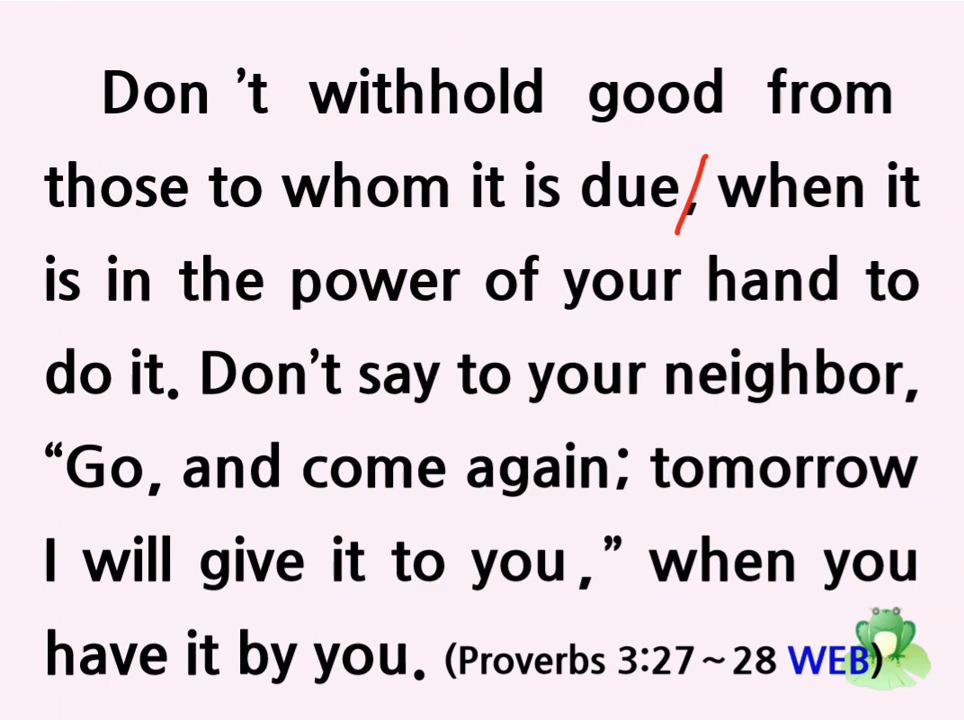 Don ’t withhold good from
those to whom it is due, when it
is in the power of your hand to
do it. Don’t say to your neighbor,
“Go, and come again; tomorrow
I will give it to you ,” when you
have it by you. (Proverbs 3:27~28 WEB)